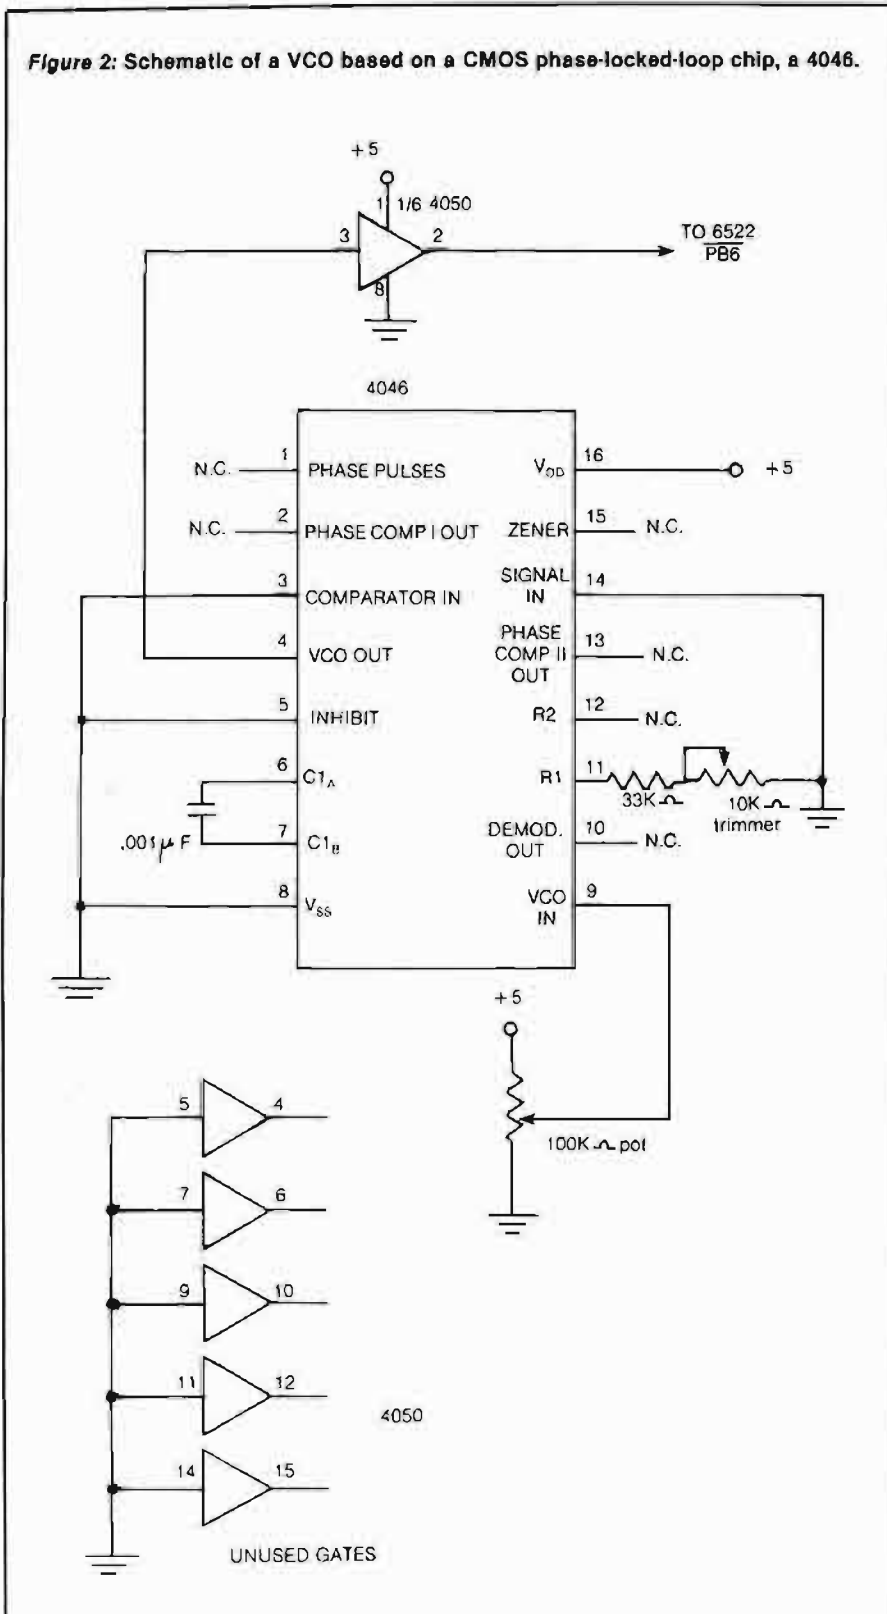 Figure 2: Schematic of a VCO based on a CMOS phase-locked-loop chip, a 4046.
+5
1 1/6 4050
3
2
8
TO 6522
PB6
4046
1
N.C.
PHASE PULSES
2
N.C.
PHASE COMP I OUT
3
COMPARATOR IN
4
VCO OUT
5
INHIBIT
6
C1A
.001µF
7
C1B
8
VSS
VDD
16
+5
ZENER
15
N.C.
SIGNAL
IN
14
PHASE
COMP II
OUT
13
N.C.
R2
12
N.C.
R1
11
33K Ω
10K Ω
trimmer
DEMOD.
OUT
10
N.C.
VCO
IN
9
+5
100K Ω pot
5
4
7
6
9
10
11
12
4050
14
15
UNUSED GATES